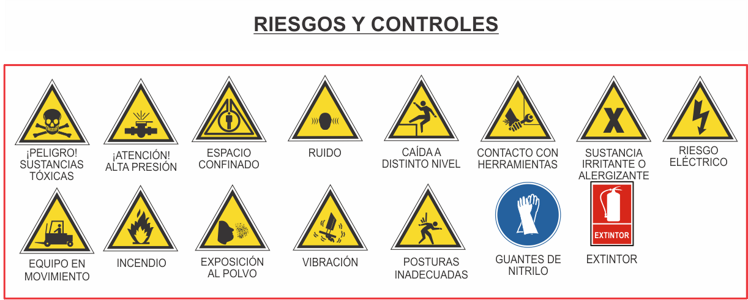 RIESGOS Y CONTROLES
¡PELIGRO!
SUSTANCIAS
TÓXICAS
¡ATENCIÓN!
ALTA PRESIÓN
ESPACIO
CONFINADO
RUIDO
CAÍDA A
DISTINTO NIVEL
CONTACTO CON
HERRAMIENTAS
X
SUSTANCIA
IRRITANTE O
ALERGIZANTE
RIESGO
ELÉCTRICO
EQUIPO EN
MOVIMIENTO
INCENDIO
EXPOSICIÓN
AL POLVO
VIBRACIÓN
POSTURAS
INADECUADAS
GUANTES DE
NITRILO
EXTINTOR
EXTINTOR